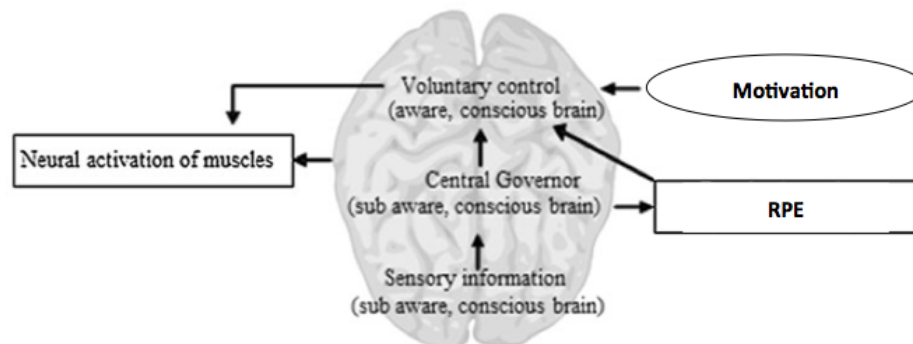 Voluntary control
(aware, conscious brain)
Motivation
Neural activation of muscles
Central Governor
(sub aware, conscious brain)
RPE
Sensory information
(sub aware, conscious brain)